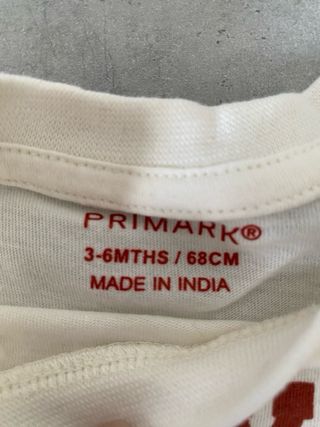 PRIMARK®
3-6MTHS / 68CM
MADE IN INDIA